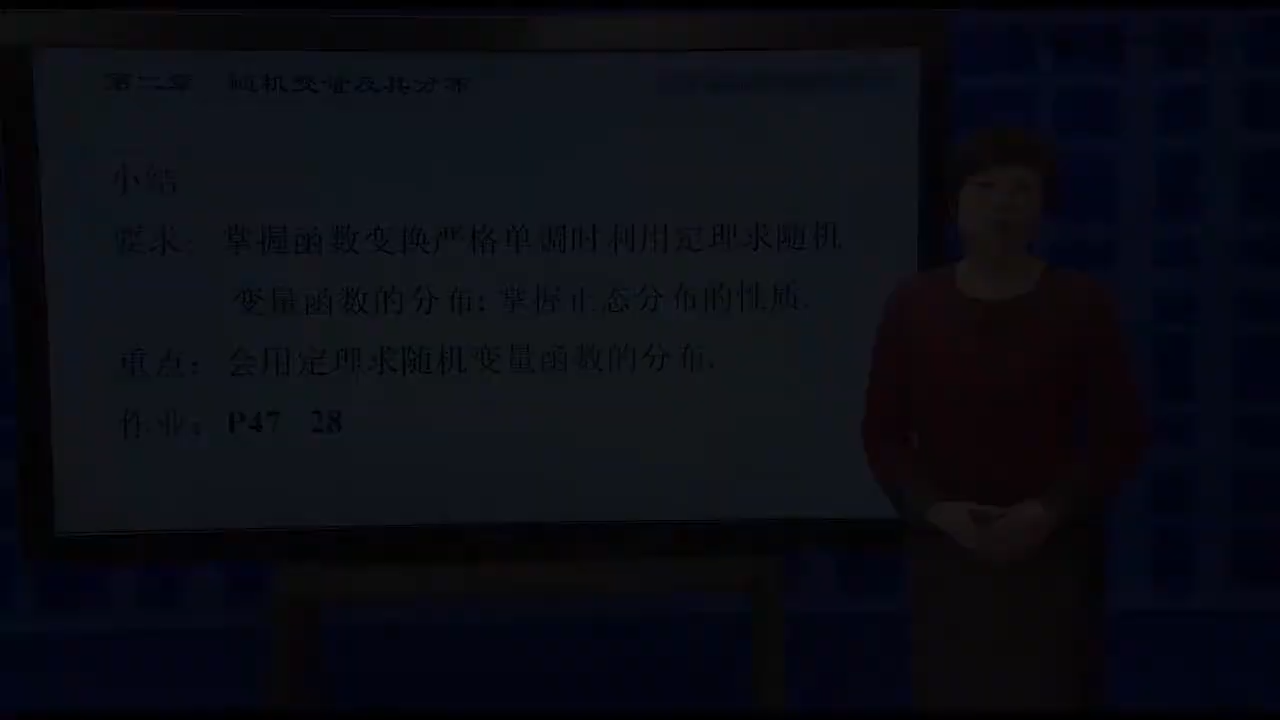 第二章 随机变量及其分布
小结
要求: 掌握函数变换严格单调时利用定理求随机
变量函数的分布; 掌握正态分布的性质.
重点: 会用定理求随机变量函数的分布.
作业: P47 28